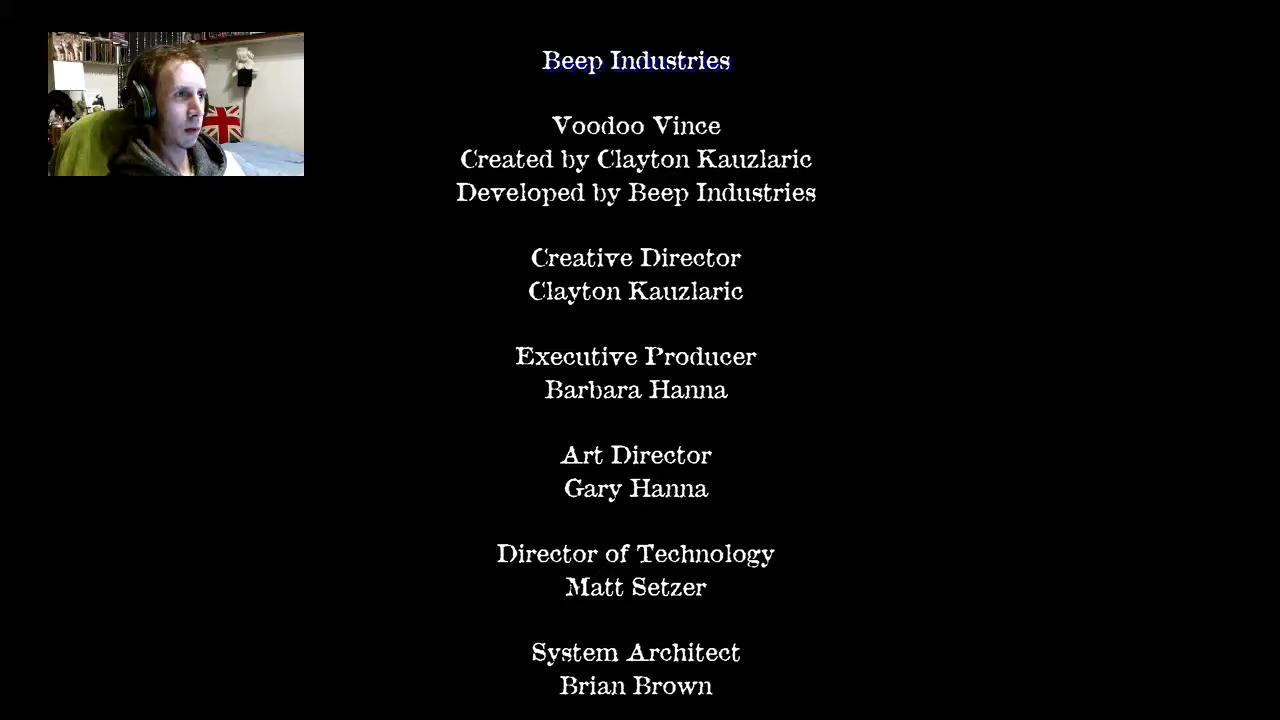 Beep Industries
Voodoo Vince
Created by Clayton Kauzlaric
Developed by Beep Industries
Creative Director
Clayton Kauzlaric
Executive Producer
Barbara Hanna
Art Director
Gary Hanna
Director of Technology
Matt Setzer
System Architect
Brian Brown